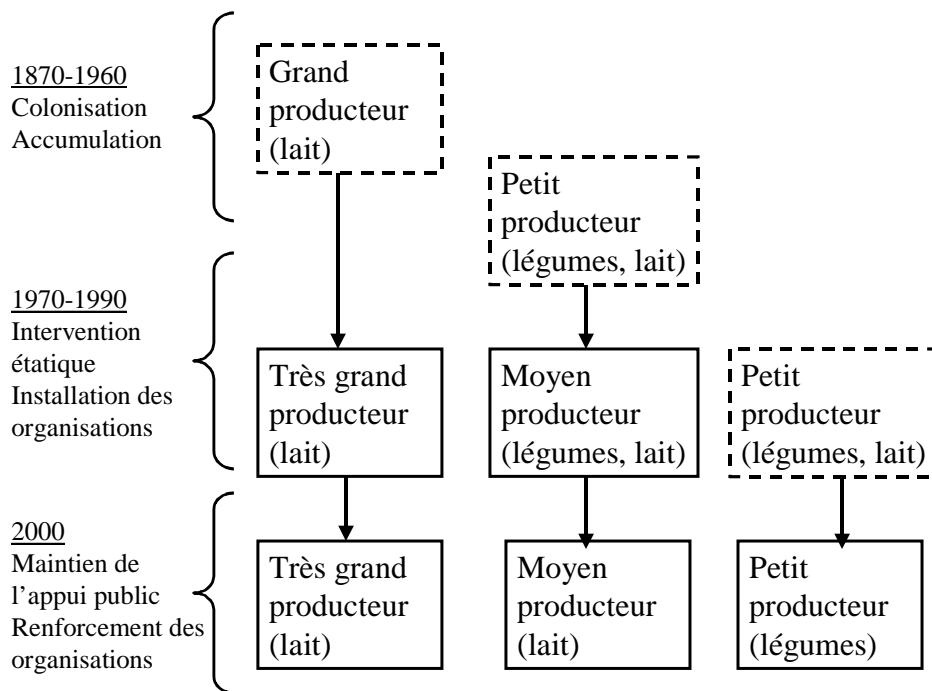 1870-1960
Colonisation
Accumulation
Grand
producteur
(lait)
Petit
producteur
(légumes, lait)
1970-1990
Intervention
étatique
Installation des
organisations
Très grand
producteur
(lait)
Moyen
producteur
(légumes, lait)
Petit
producteur
(légumes, lait)
2000
Maintien de
l’appui public
Renforcement des
organisations
Très grand
producteur
(lait)
Moyen
producteur
(lait)
Petit
producteur
(légumes)